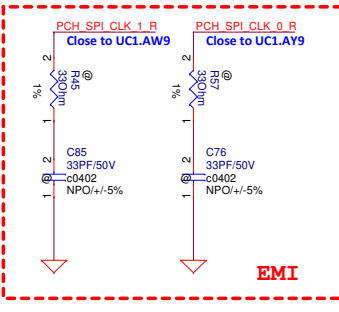 PCH_SPI_CLK_1_R
Close to UC1.AW9
2
@
R45
33Ohm
1%
1
2
C85
33PF/50V
@
c0402
NPO/+/-5%
1
PCH_SPI_CLK_0_R
Close to UC1.AY9
2
@
R57
33Ohm
1%
1
2
C76
33PF/50V
@
c0402
NPO/+/-5%
1
EMI